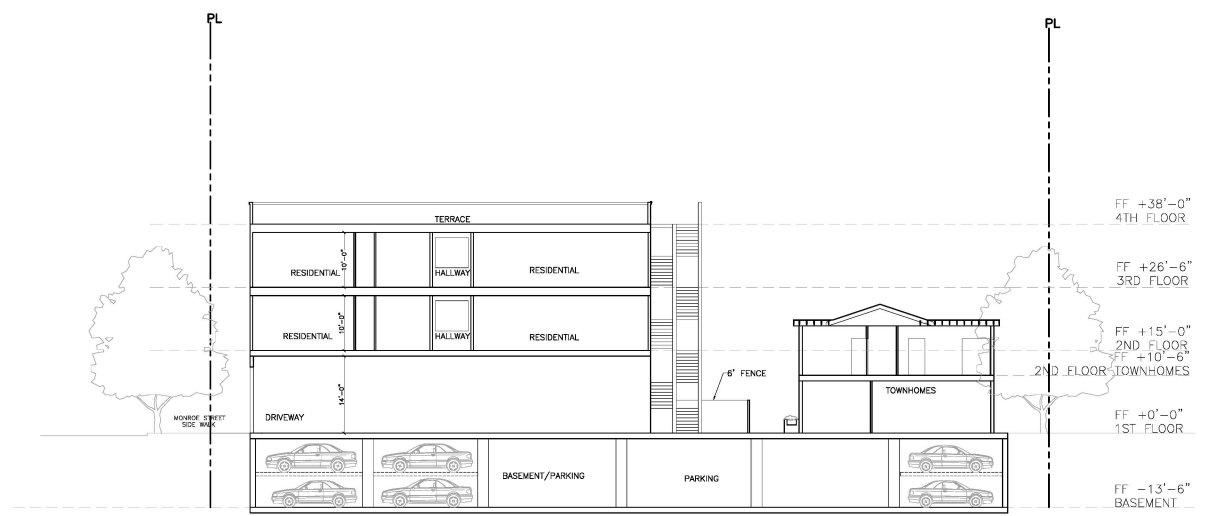 PL
PL
FF +38'-0"
4TH FLOOR
TERRACE
10'-0"
RESIDENTIAL
HALLWAY
RESIDENTIAL
FF +26'-6"
3RD FLOOR
10'-0"
RESIDENTIAL
HALLWAY
RESIDENTIAL
FF +15'-0"
2ND FLOOR
FF +10'-6"
2ND FLOOR TOWNHOMES
6' FENCE
TOWNHOMES
14'-0"
MONROE STREET
SIDE WALK
DRIVEWAY
FF +0'-0"
1ST FLOOR
BASEMENT/PARKING
PARKING
FF -13'-6"
BASEMENT